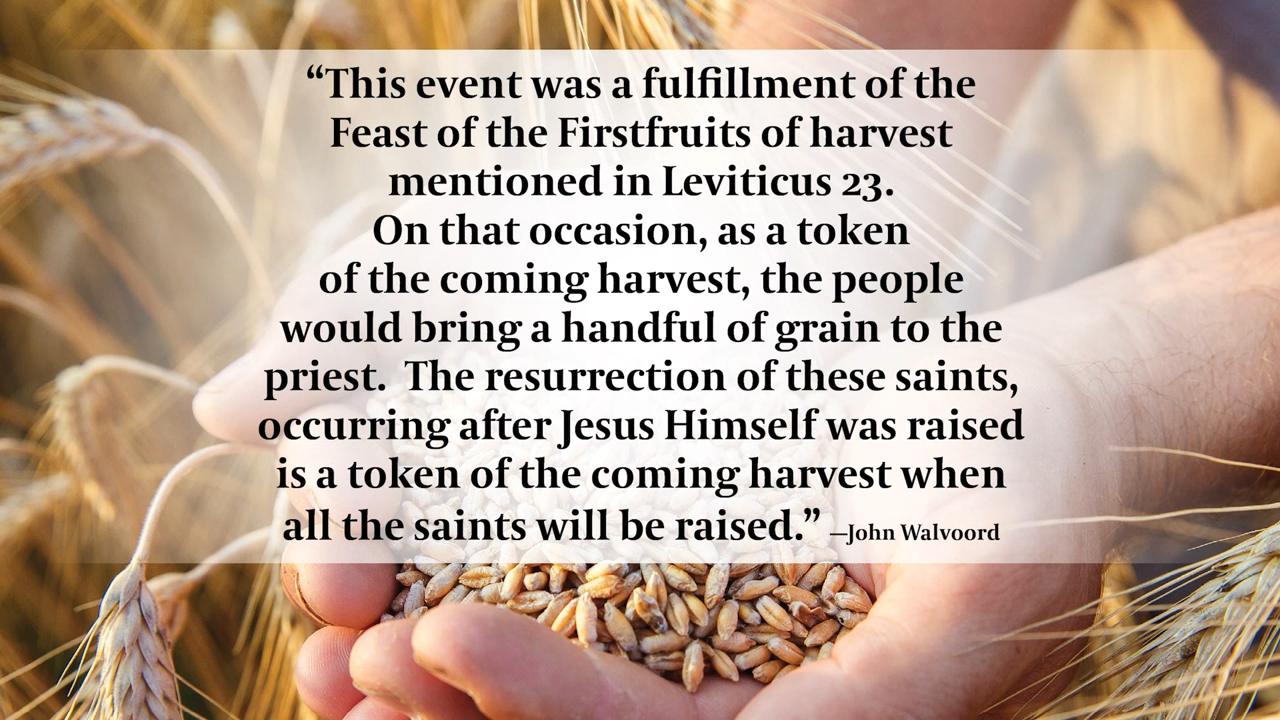 “This event was a fulfillment of the
Feast of the Firstfruits of harvest
mentioned in Leviticus 23.
On that occasion, as a token
of the coming harvest, the people
would bring a handful of grain to the
priest.  The resurrection of these saints,
occurring after Jesus Himself was raised
is a token of the coming harvest when
all the saints will be raised.” —John Walvoord